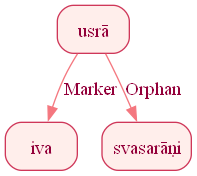 usrā
Marker Orphan
iva svasarāṇi